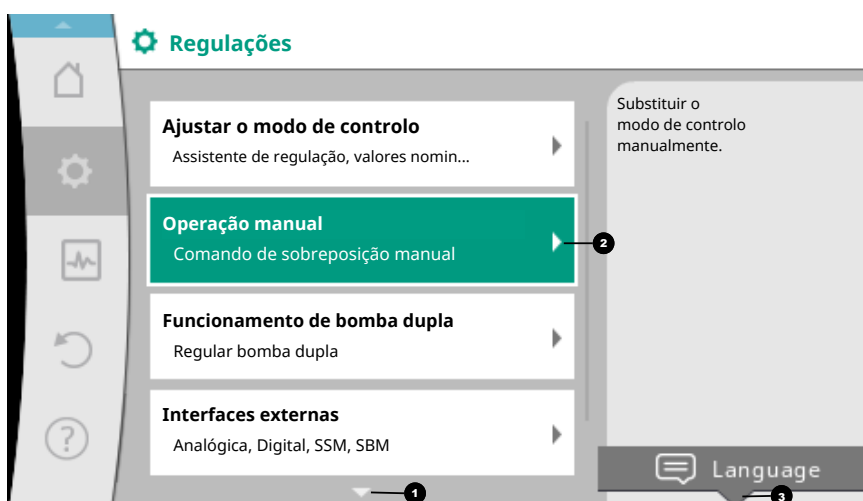 Regulações
Ajustar o modo de controlo
Assistente de regulação, valores nomin...
Operação manual
Comando de sobreposição manual
2
Funcionamento de bomba dupla
Regular bomba dupla
Interfaces externas
Analógica, Digital, SSM, SBM
1
Substituir o
modo de controlo
manualmente.
?
Language
3